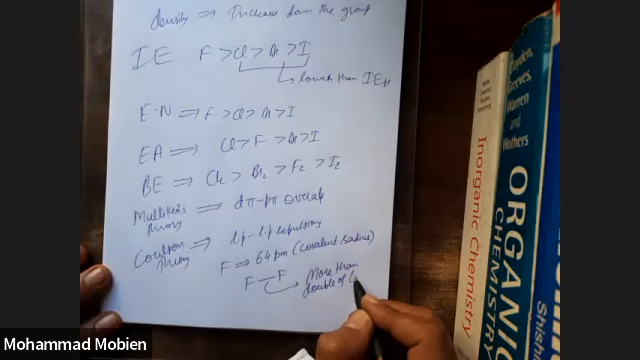 density ⇒ Increase down the group
IE F > Cl > Br > I
lower than IE H
E-N ⇒ F > Cl > Br > I
EA ⇒ Cl > F > Br > I
BE ⇒ Cl2 > Br2 > F2 > I2
Mulliken's theory ⇒ dπ-pπ overlap
Coulson theory ⇒ lp-lp repulsion
F ⇒ 64 pm (covalent radius)
F — F More than
double of
Inorganic Chemistry
Clayden,
Greeves,
Warren
and
Wothers
ORGANIC
CHEMISTRY
Mohammad Mobien